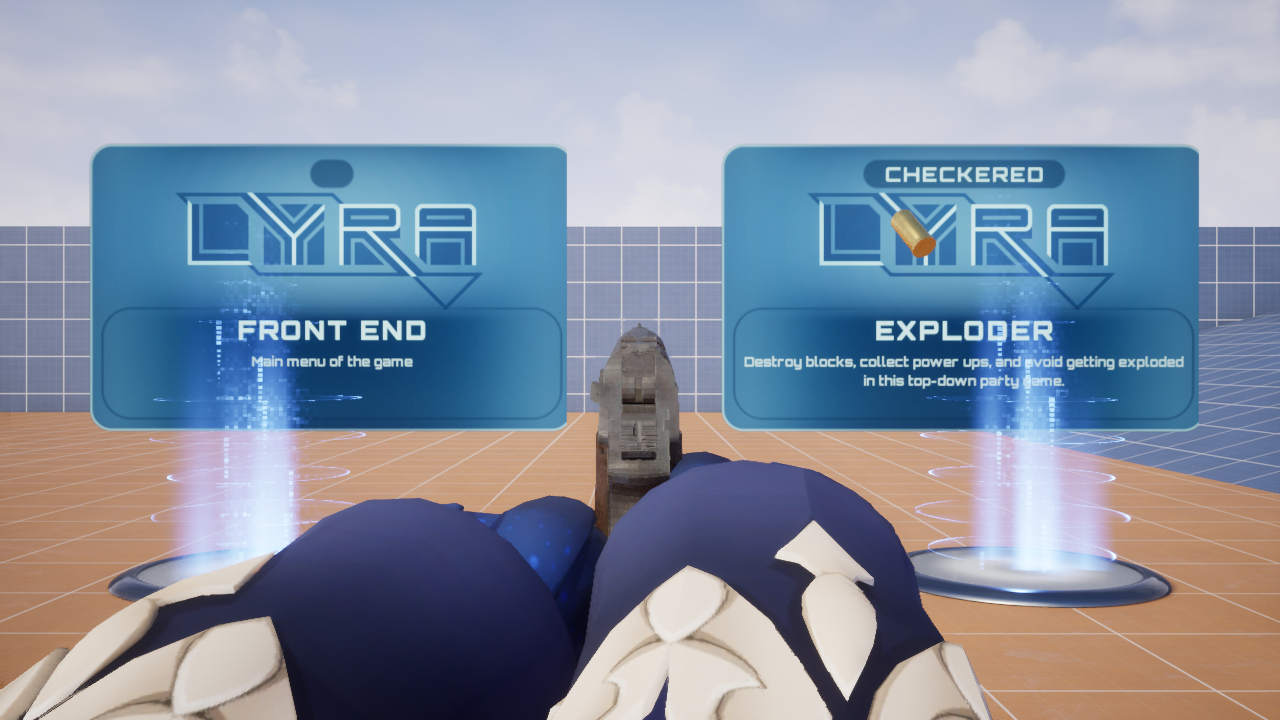 LYRA
FRONT END
Main menu of the game
CHECKERED
LYRA
EXPLODER
Destroy blocks, collect power ups, and avoid getting exploded
in this top-down party game.